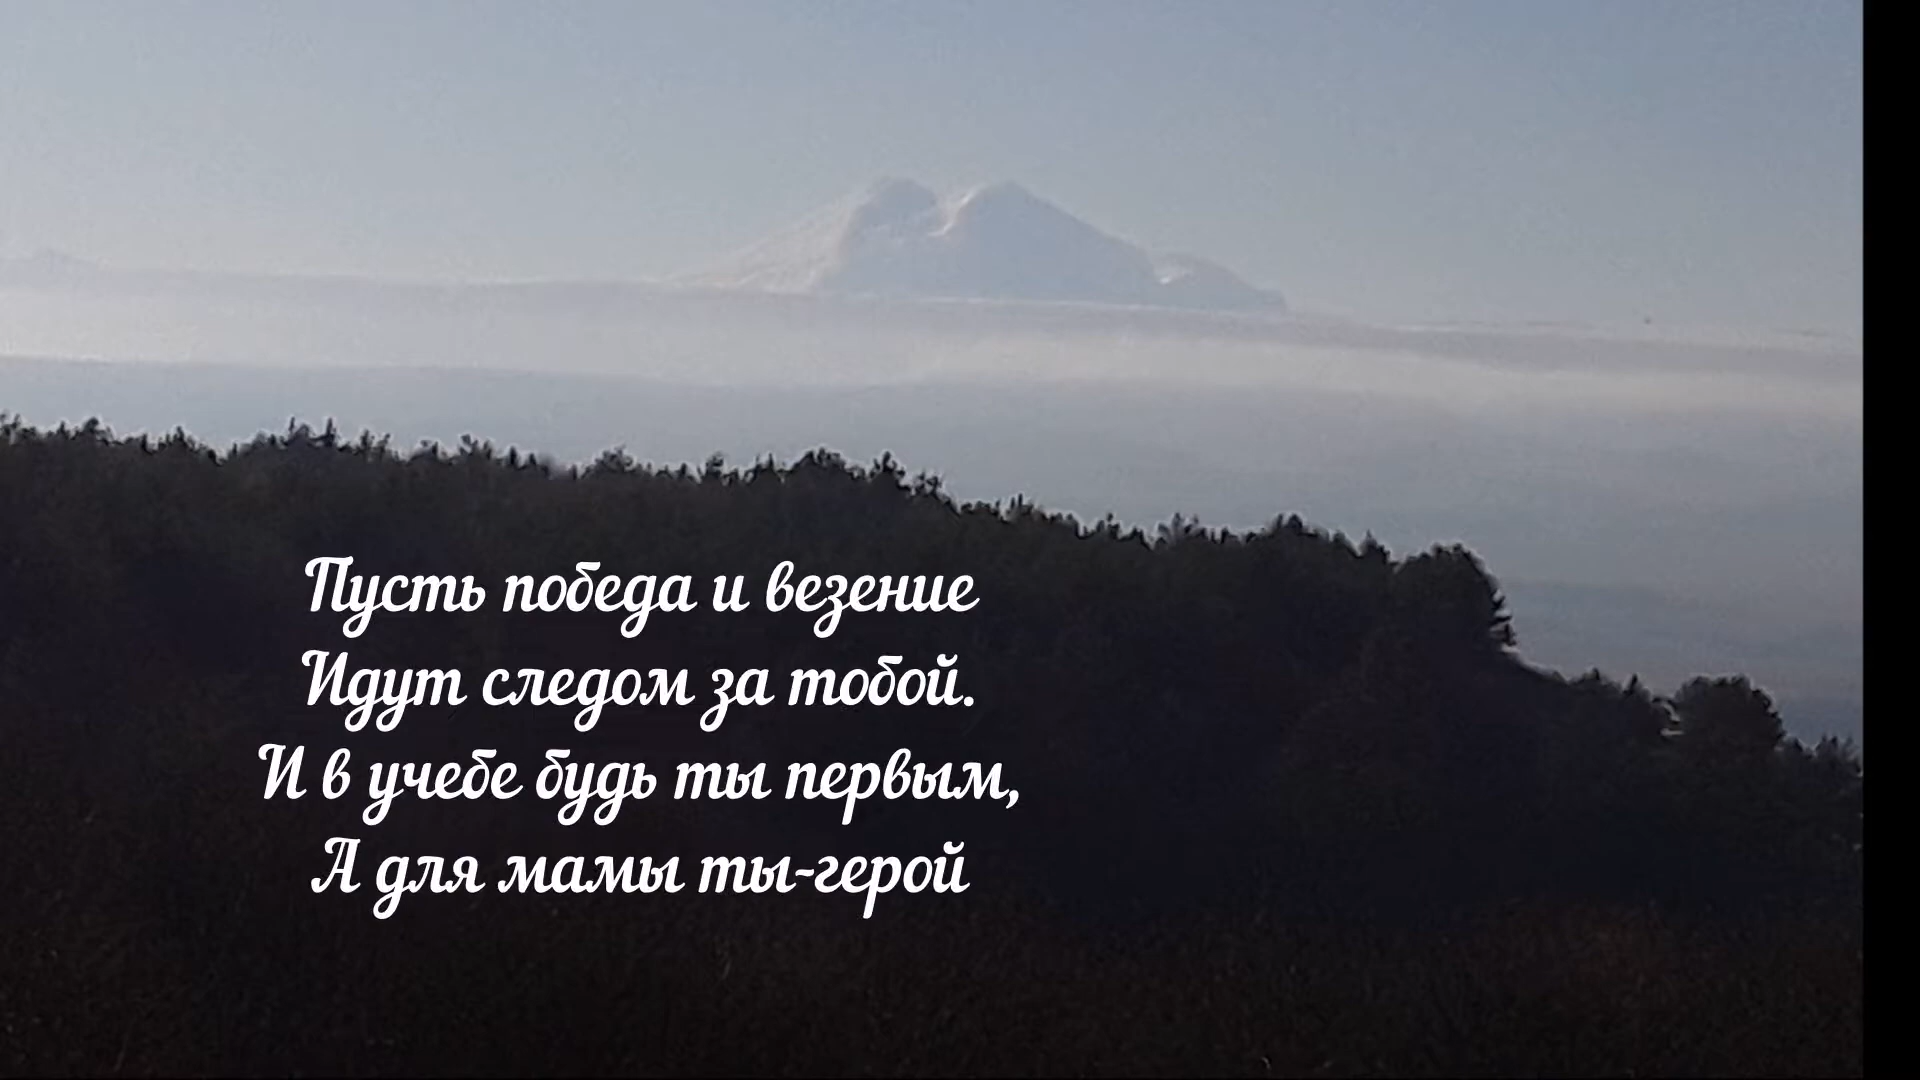 Пусть победа и везение
Идут следом за тобой.
И в учебе будь ты первым,
А для мамы ты-герой